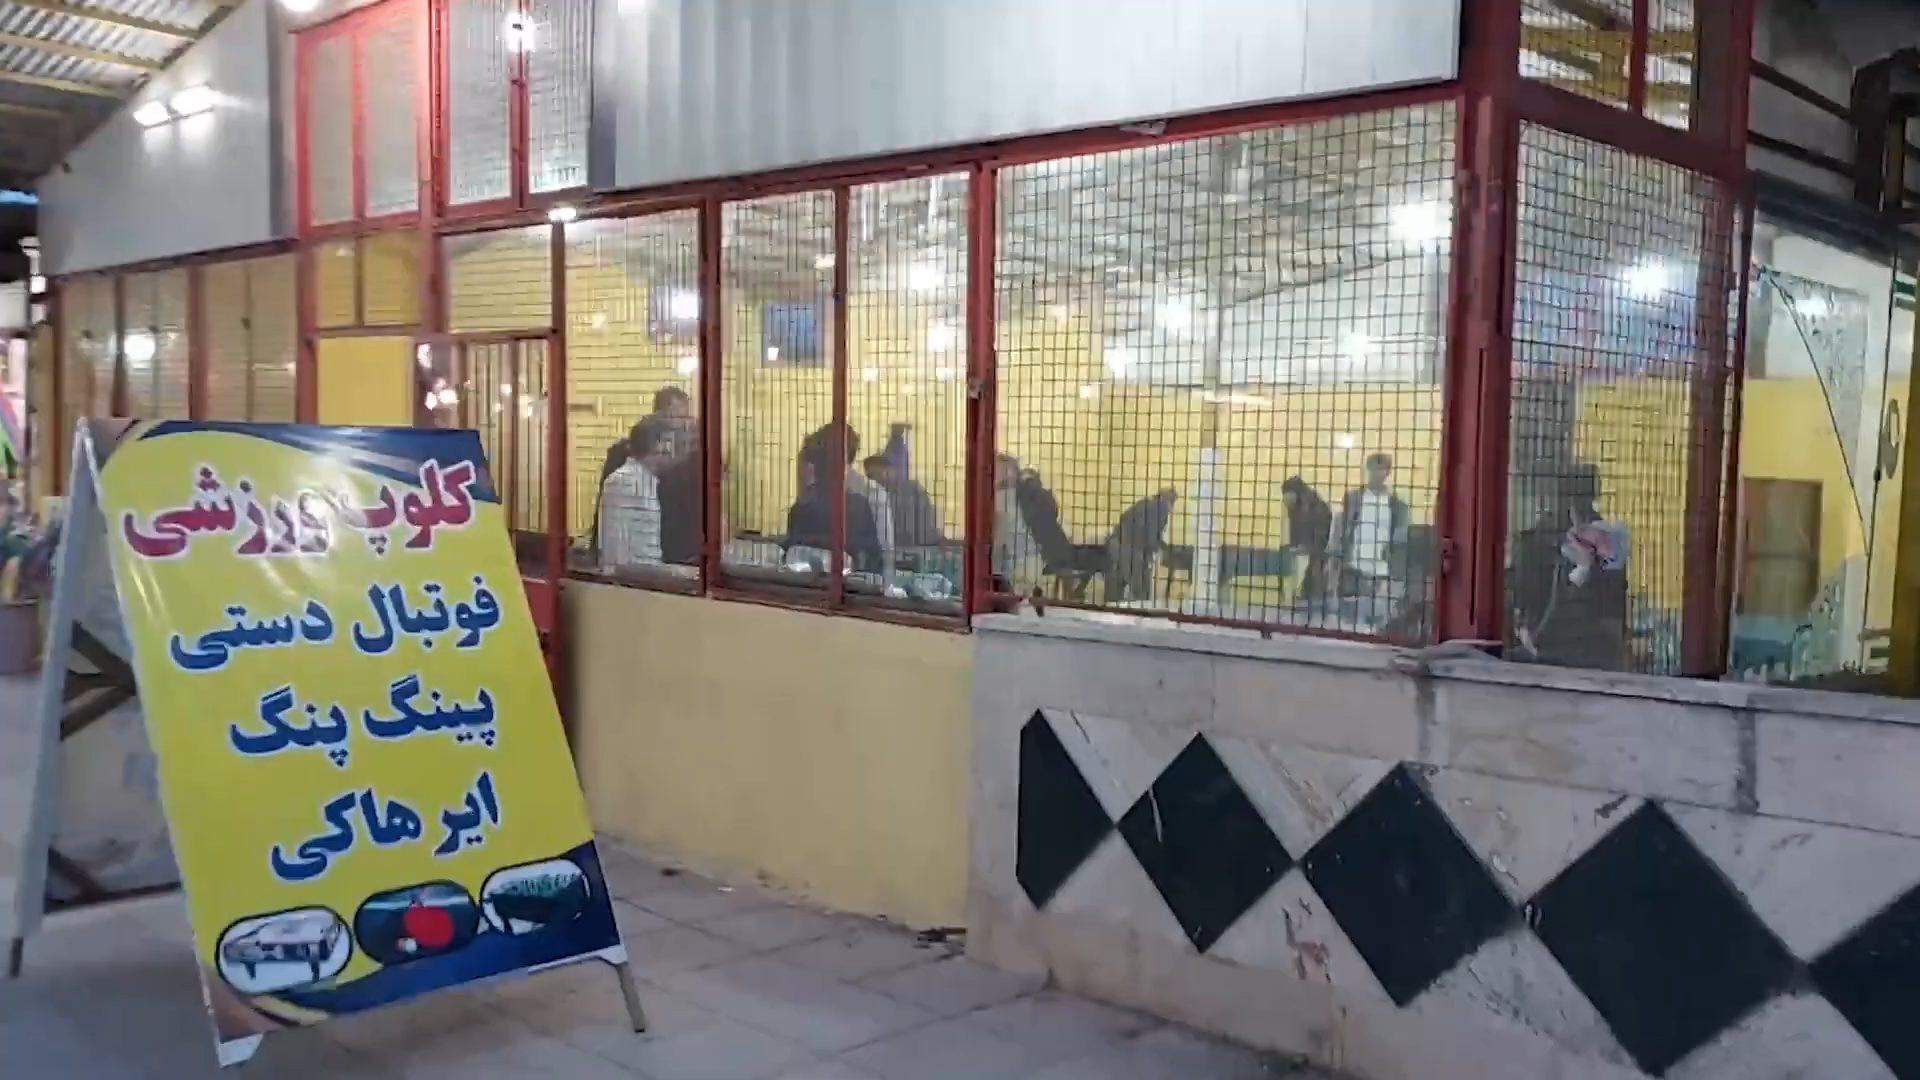 کلوپ ورزشی
فوتبال دستی
پینگ پنگ
ایر هاکی